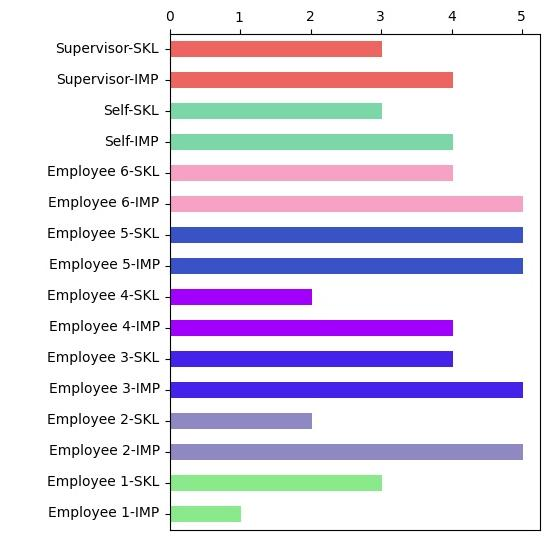 0 1 2 3 4 5
Supervisor-SKL
Supervisor-IMP
Self-SKL
Self-IMP
Employee 6-SKL
Employee 6-IMP
Employee 5-SKL
Employee 5-IMP
Employee 4-SKL
Employee 4-IMP
Employee 3-SKL
Employee 3-IMP
Employee 2-SKL
Employee 2-IMP
Employee 1-SKL
Employee 1-IMP